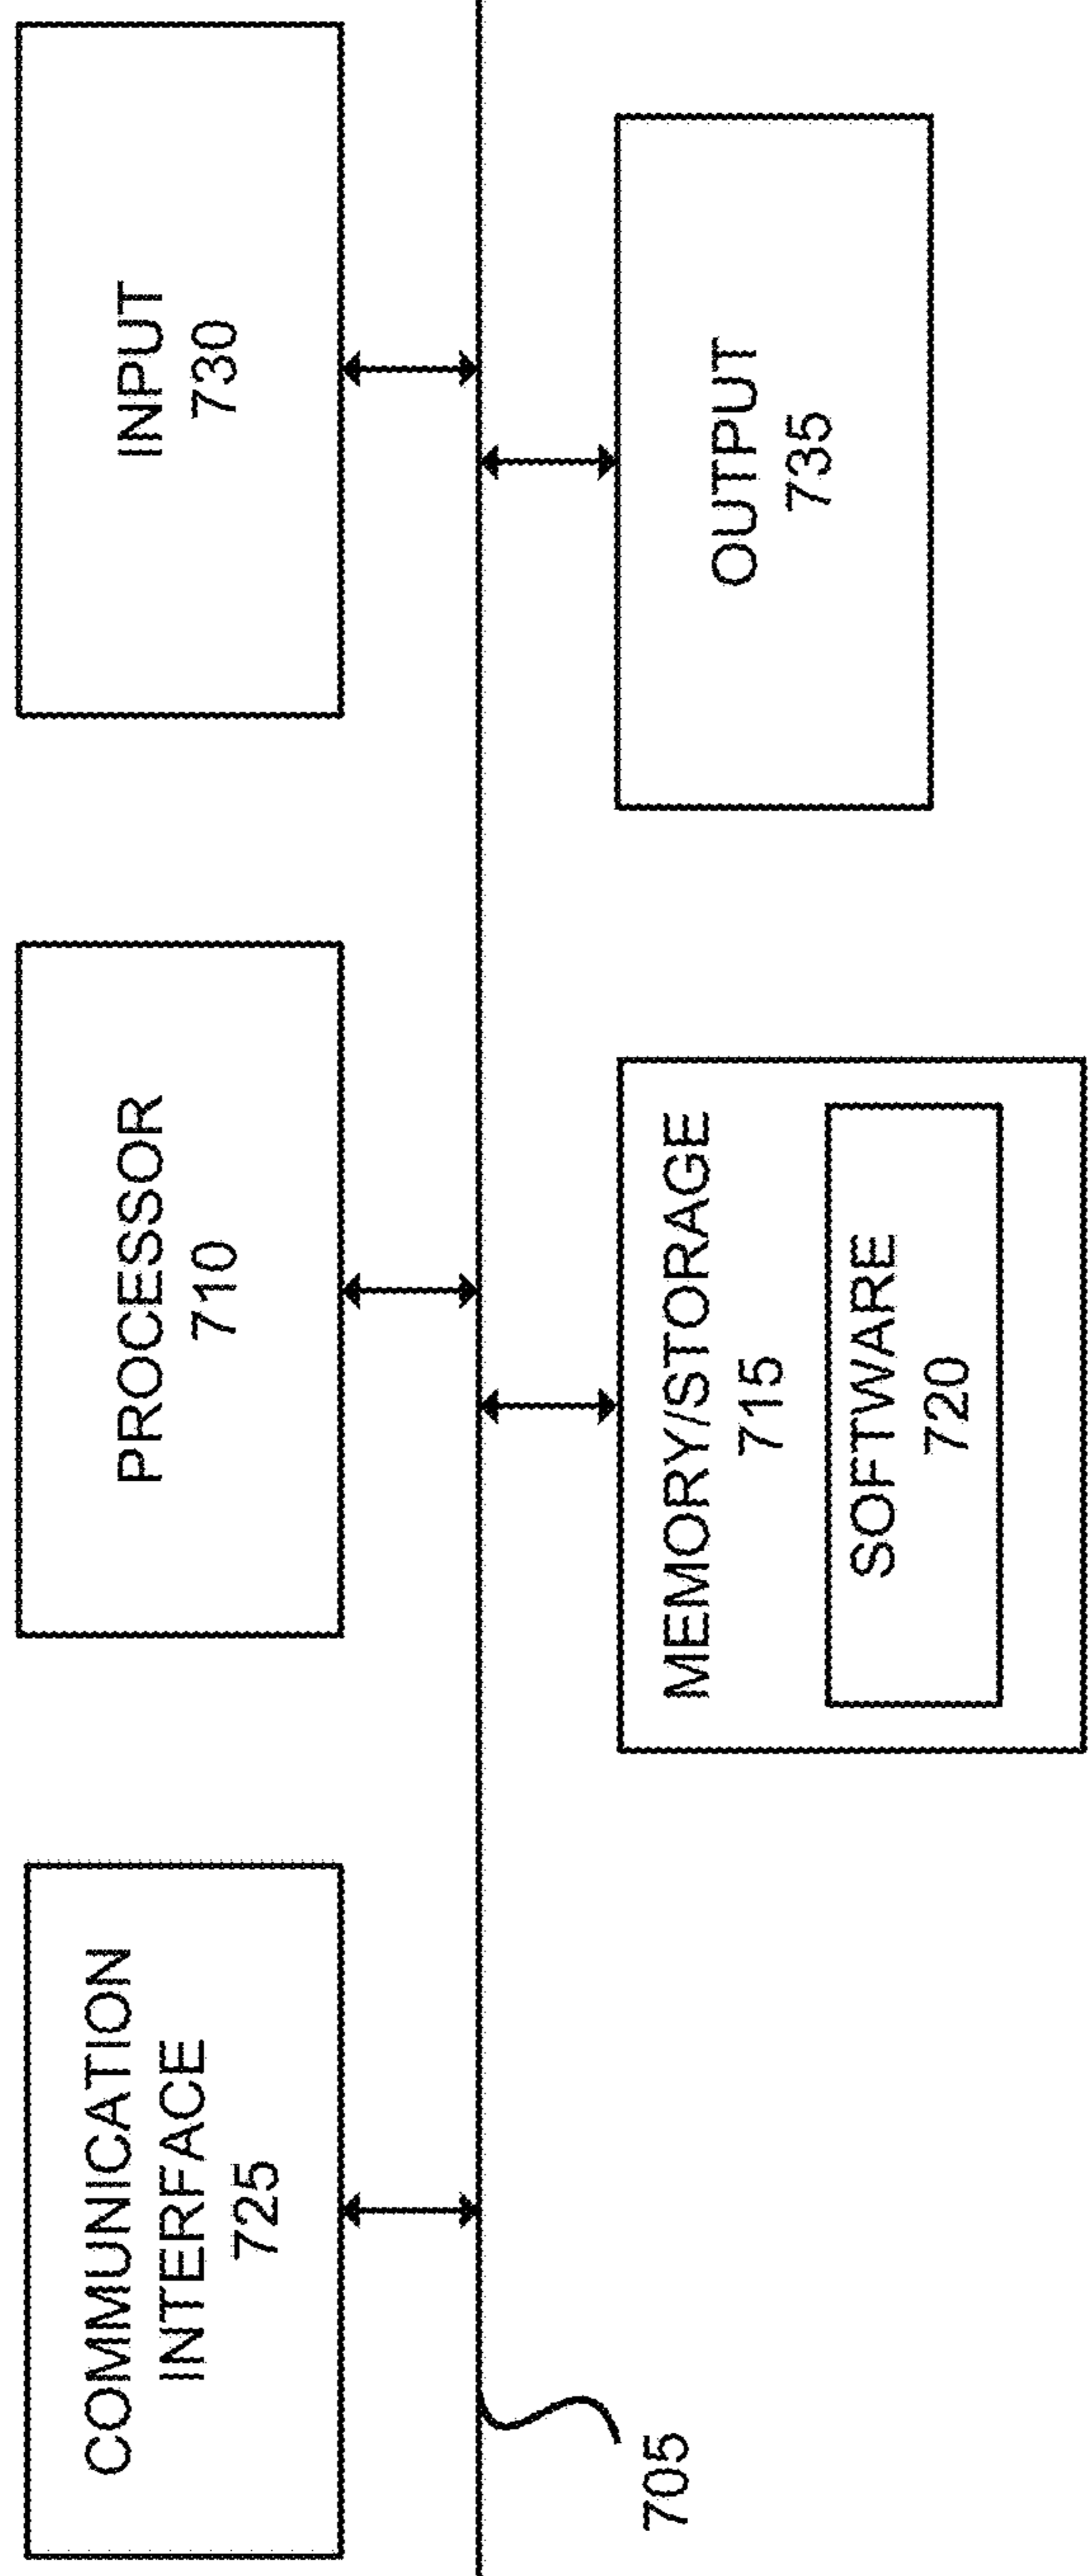 COMMUNICATION
INTERFACE
725
PROCESSOR
710
INPUT
730
705
MEMORY/STORAGE
715
SOFTWARE
720
OUTPUT
735